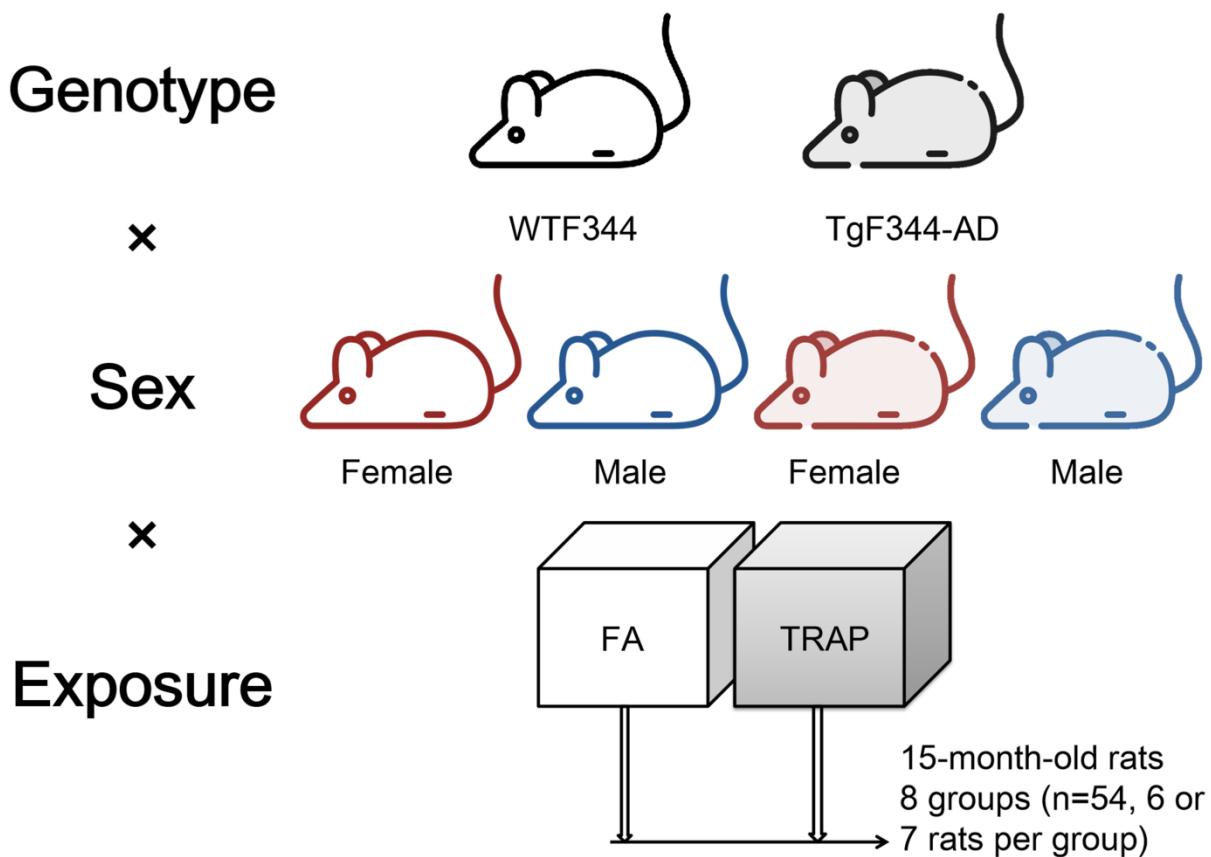 Genotype
WTF344
TgF344-AD
×
Sex
Female
Male
Female
Male
×
Exposure
FA
TRAP
15-month-old rats
8 groups (n=54, 6 or
7 rats per group)